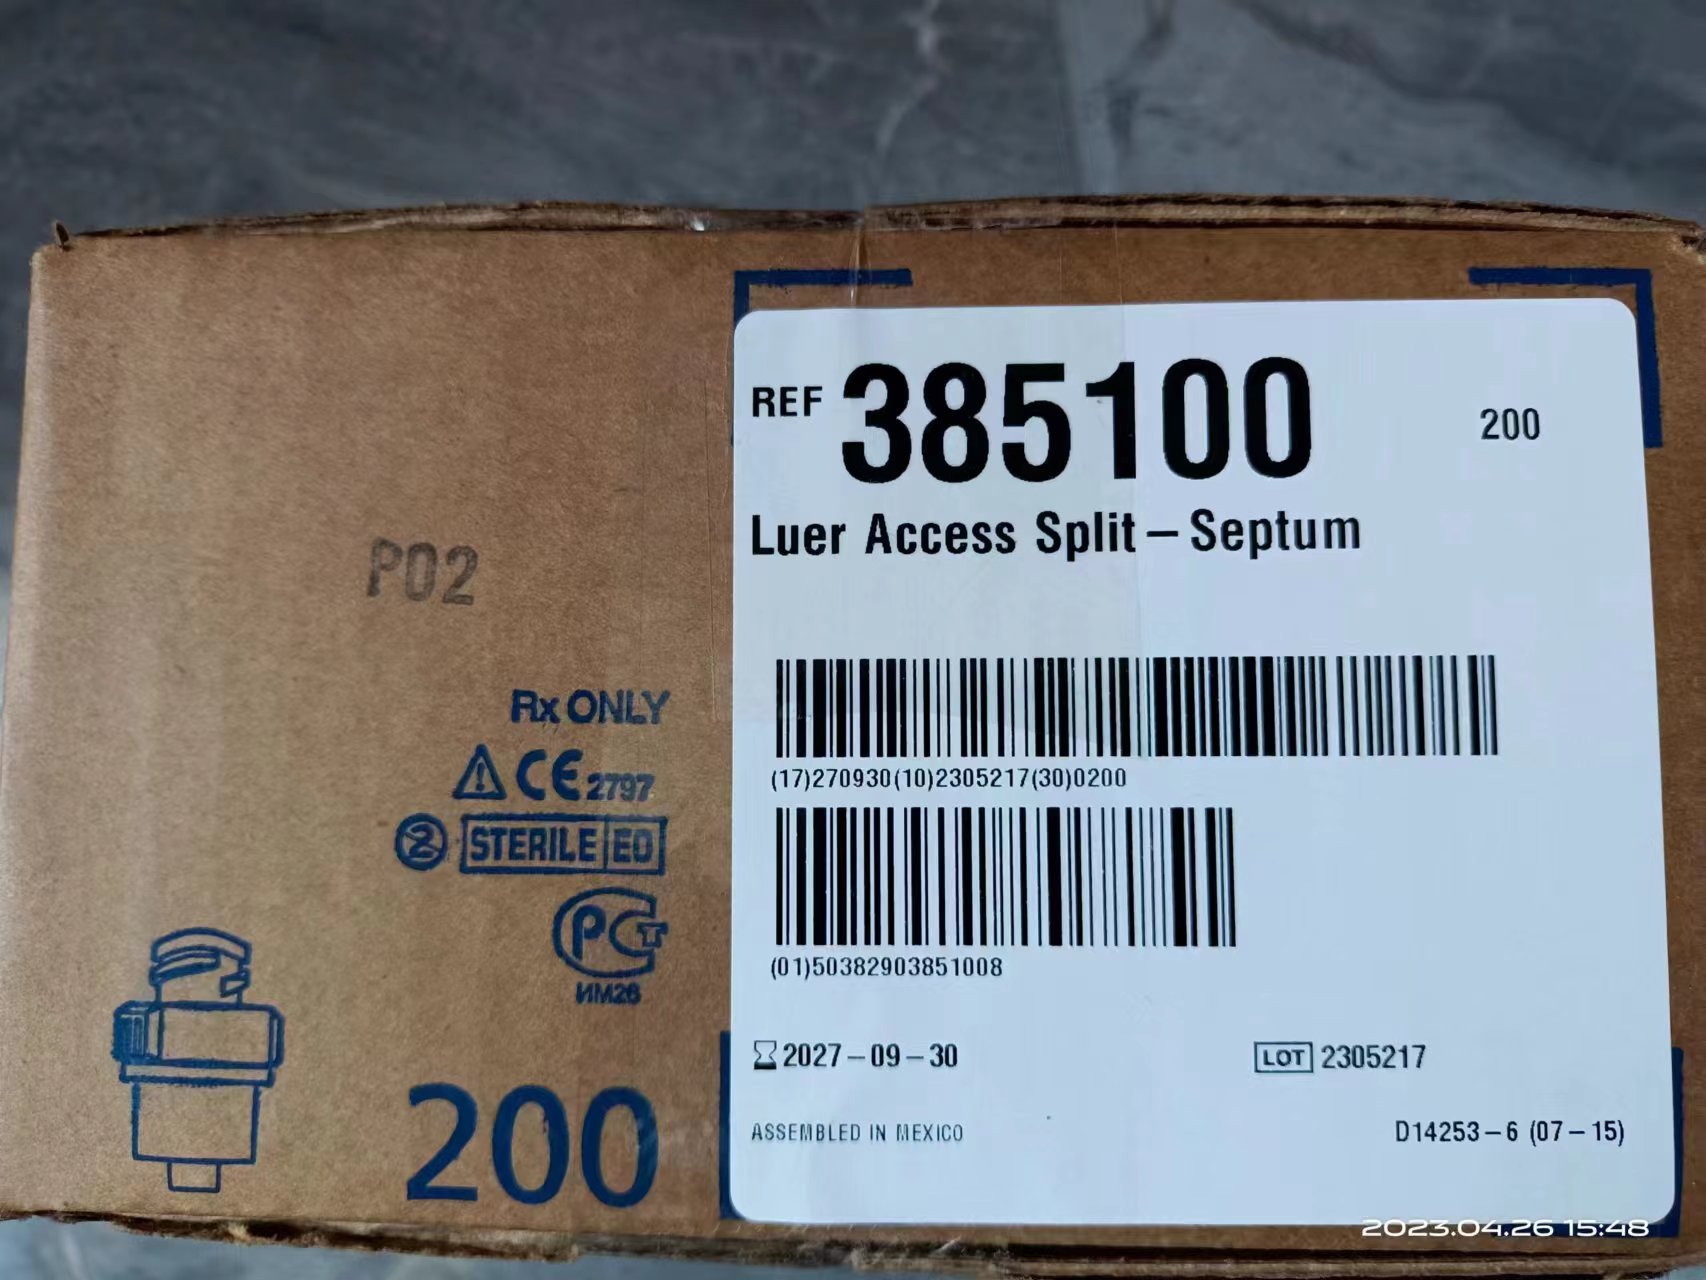 REF 385100 200
Luer Access Split-Septum
P02
Rx ONLY
CE 2797
2 STERILE EO
РСТ
ИМ26
200
(17)270930(10)2305217(30)0200
(01)50382903851008
2027-09-30 LOT 2305217
ASSEMBLED IN MEXICO D14253-6 (07-15)
2023.04.26 15:48